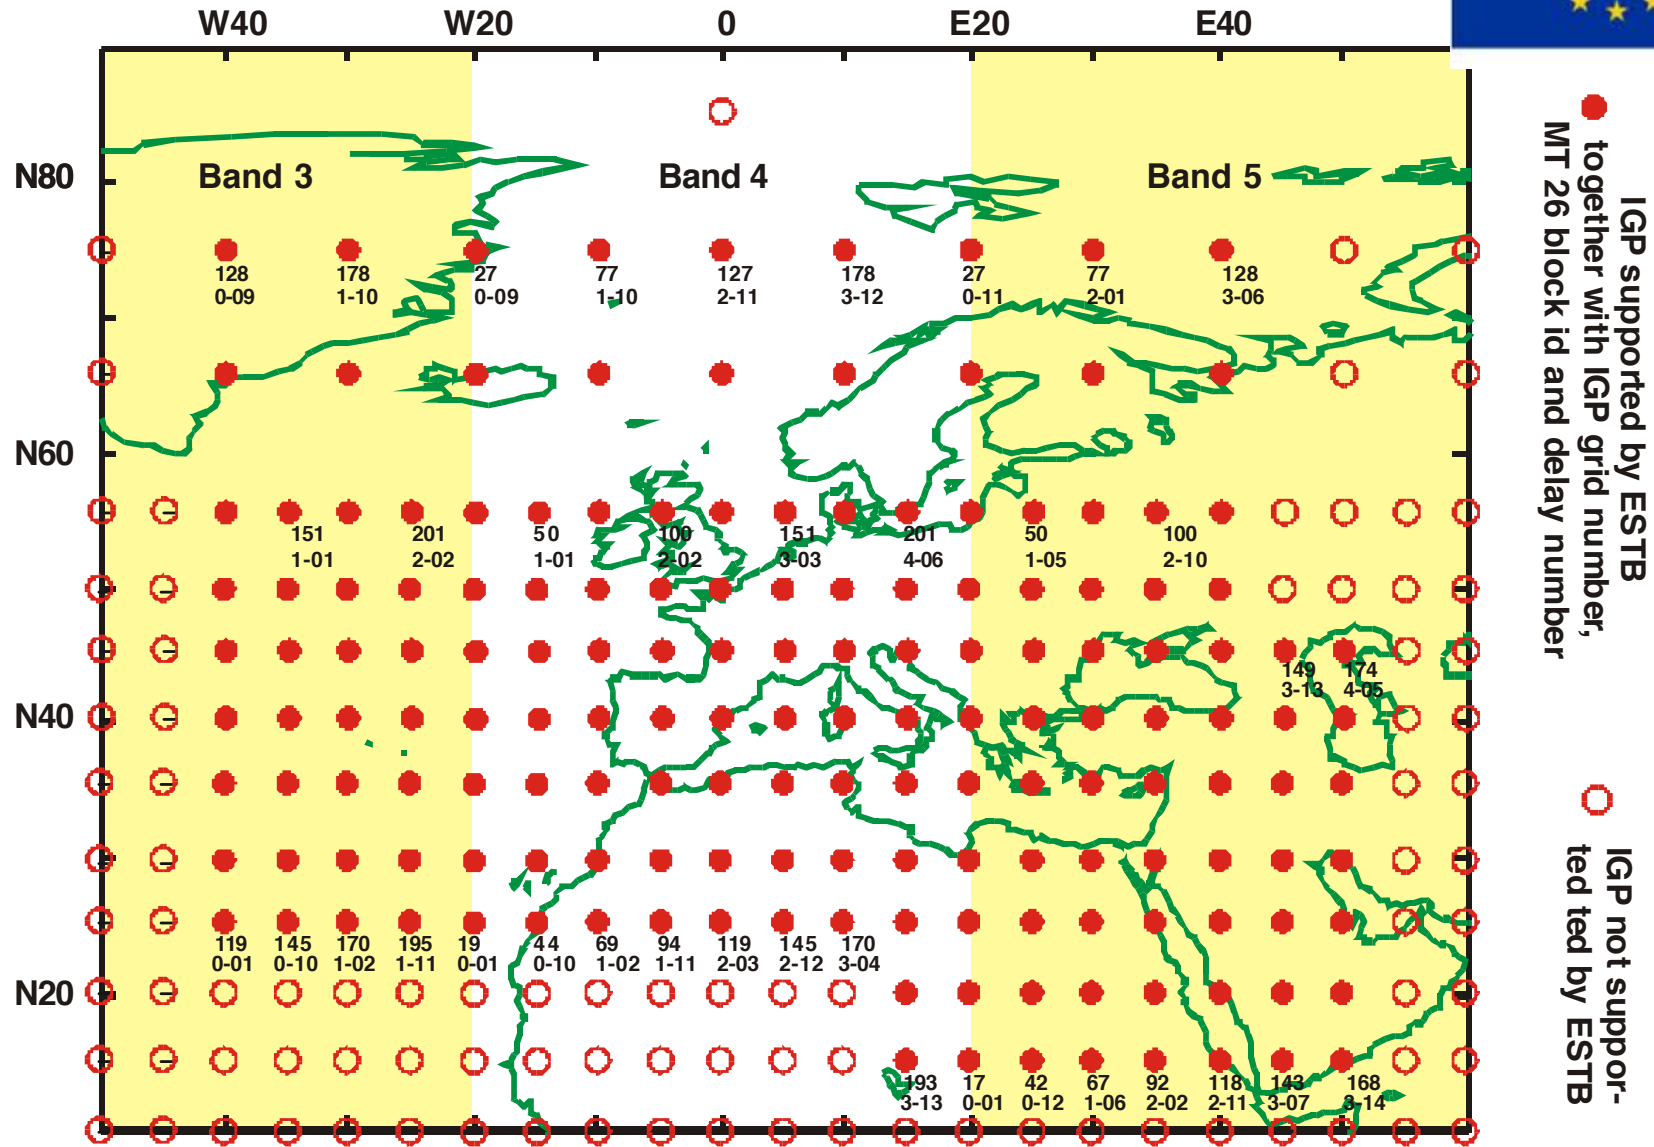 W40 W20 0 E20 E40
N80
Band 3 Band 4 Band 5
128 178 27 77 127 178 27 77 128
0-09 1-10 0-09 1-10 2-11 3-12 0-11 2-01 3-06
N60
151 201 50 100 151 201 50 100
1-01 2-02 1-01 2-02 3-03 4-06 1-05 2-10
149 174
3-13 4-05
N40
119 145 170 195 19 44 69 94 119 145 170
0-01 0-10 1-02 1-11 0-01 0-10 1-02 1-11 2-03 2-12 3-04
N20
193 17 42 67 92 118 143 168
3-13 0-01 0-12 1-06 2-02 2-11 3-07 3-14
IGP supported by ESTB
together with IGP grid number,
MT 26 block id and delay number
IGP not suppor-
ted ted by ESTB